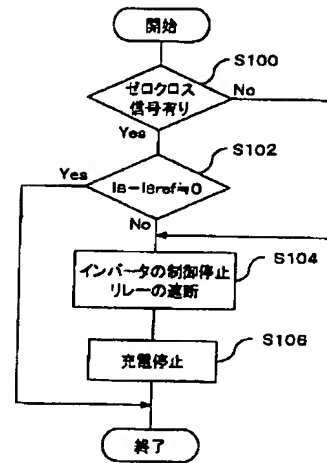 開始
S100
ゼロクロス
信号有り
No
Yes
S102
Yes
IB-IBref≒0
No
S104
インバータの制御停止
リレーの遮断
S106
充電停止
終了